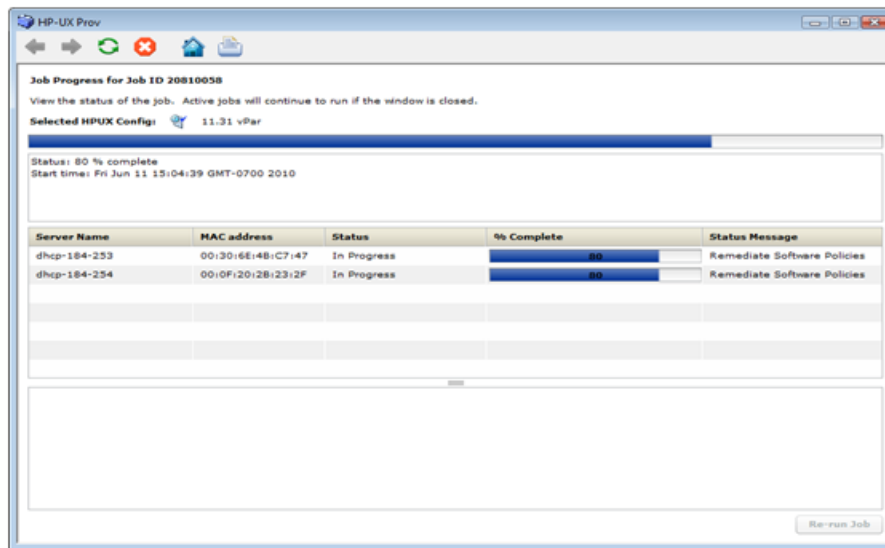 HP-UX Prov
Job Progress for Job ID 20810058
View the status of the job. Active jobs will continue to run if the window is closed.
Selected HPUX Config: 11.31 vPar
Status: 80 % complete
Start time: Fri Jun 11 15:04:39 GMT-0700 2010
Server Name MAC address Status % Complete Status Message
dhcp-184-253 00:30:6E:4B:C7:47 In Progress 80 Remediate Software Policies
dhcp-184-254 00:0F:20:2B:23:2F In Progress 80 Remediate Software Policies
Re-run Job